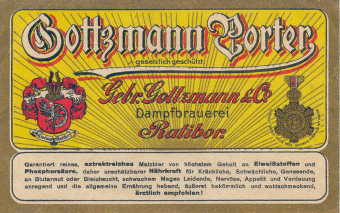 Gottzmann Porter
gesetzlich geschützt
Gebr. Gottzmann & Co
Dampfbrauerei
Ratibor.
Garantiert reines, extraktreiches Malzbier von höchstem Gehalt an Eiweißstoffen und
Phosphorsäure, daher unschätzbarer Nährkraft für Kränkliche, Schwächliche, Genesende,
an Blutarmut oder Bleichsucht, schwachem Magen Leidende, Nervöse, Appetit und Verdauung
anregend und die allgemeine Ernährung hebend, äußerst bekömmlich und wohlschmeckend,
ärztlich empfohlen!